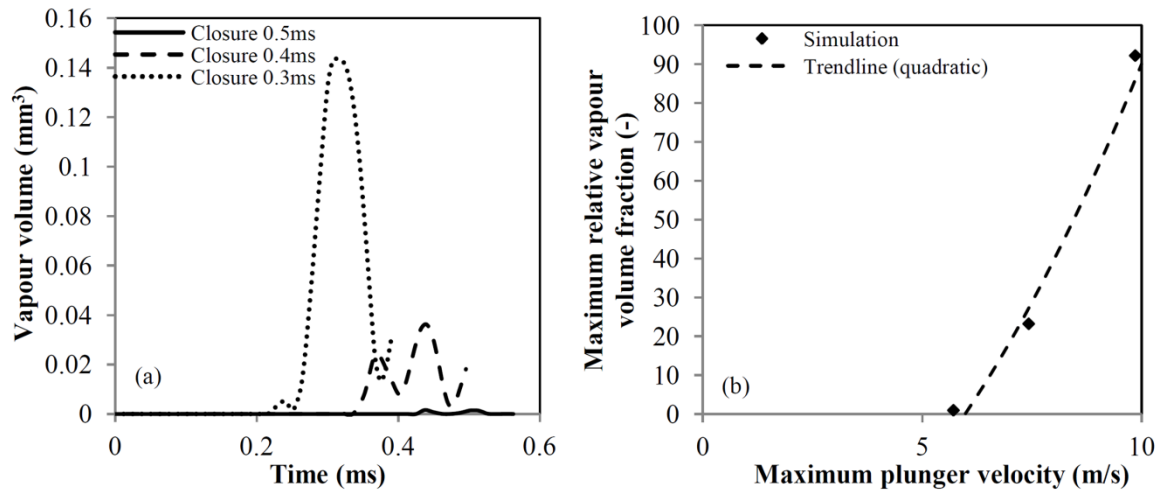 0.16
0.14
0.12
0.1
0.08
0.06
0.04
0.02
0
Vapour volume (mm³)
Closure 0.5ms
Closure 0.4ms
Closure 0.3ms
(a)
0
0.2
0.4
0.6
Time (ms)
100
90
80
70
60
50
40
30
20
10
0
Maximum relative vapour
volume fraction (-)
Simulation
Trendline (quadratic)
(b)
0
5
10
Maximum plunger velocity (m/s)